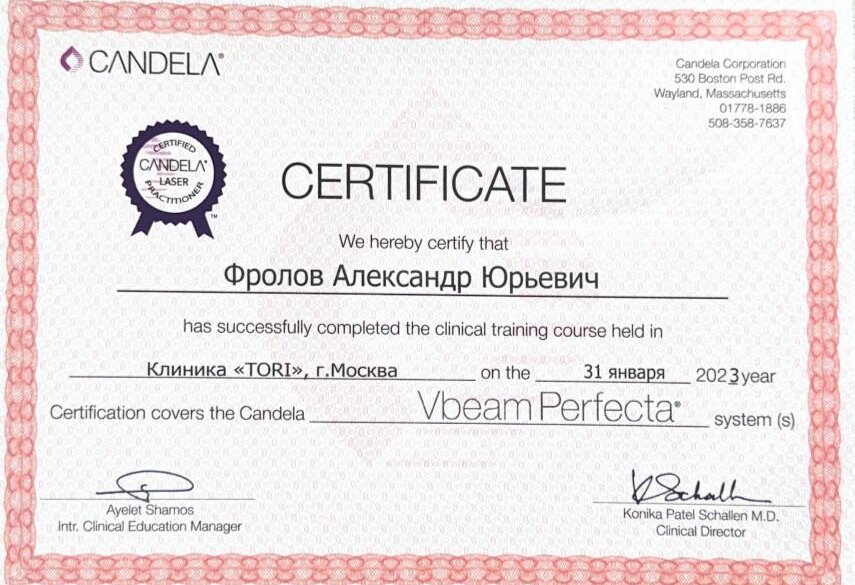 CANDELA®
Candela Corporation
530 Boston Post Rd.
Wayland, Massachusetts
01778-1886
508-358-7637
CERTIFIED
CANDELA®
LASER
PRACTITIONER
TM
CERTIFICATE
We hereby certify that
Фролов Александр Юрьевич
has successfully completed the clinical training course held in
Клиника «TORI», г.Москва on the 31 января 2023 year
Certification covers the Candela Vbeam Perfecta® system (s)
Ayelet Shamos
Intr. Clinical Education Manager
K Schall
Konika Patel Schallen M.D.
Clinical Director